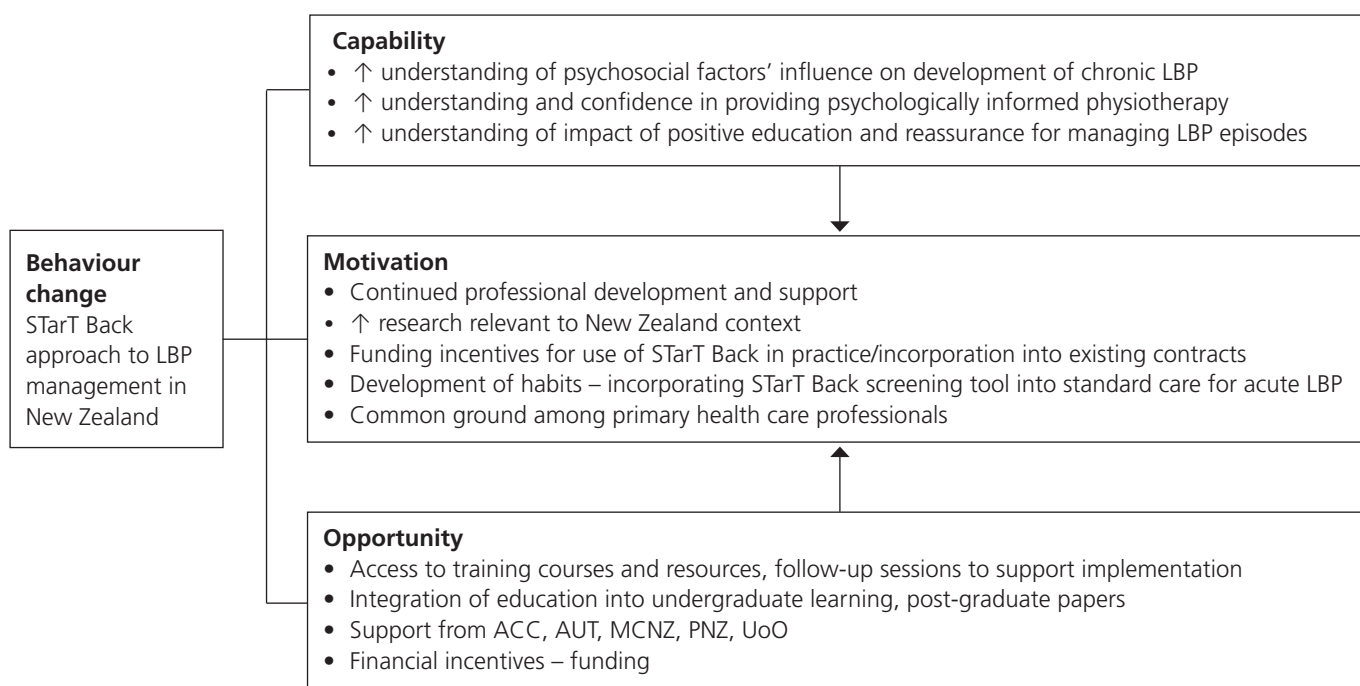 Capability
• ↑ understanding of psychosocial factors’ influence on development of chronic LBP
• ↑ understanding and confidence in providing psychologically informed physiotherapy
• ↑ understanding of impact of positive education and reassurance for managing LBP episodes
Behaviour
change
STarT Back
approach to LBP
management in
New Zealand
Motivation
• Continued professional development and support
• ↑ research relevant to New Zealand context
• Funding incentives for use of STarT Back in practice/incorporation into existing contracts
• Development of habits – incorporating STarT Back screening tool into standard care for acute LBP
• Common ground among primary health care professionals
Opportunity
• Access to training courses and resources, follow-up sessions to support implementation
• Integration of education into undergraduate learning, post-graduate papers
• Support from ACC, AUT, MCNZ, PNZ, UoO
• Financial incentives – funding